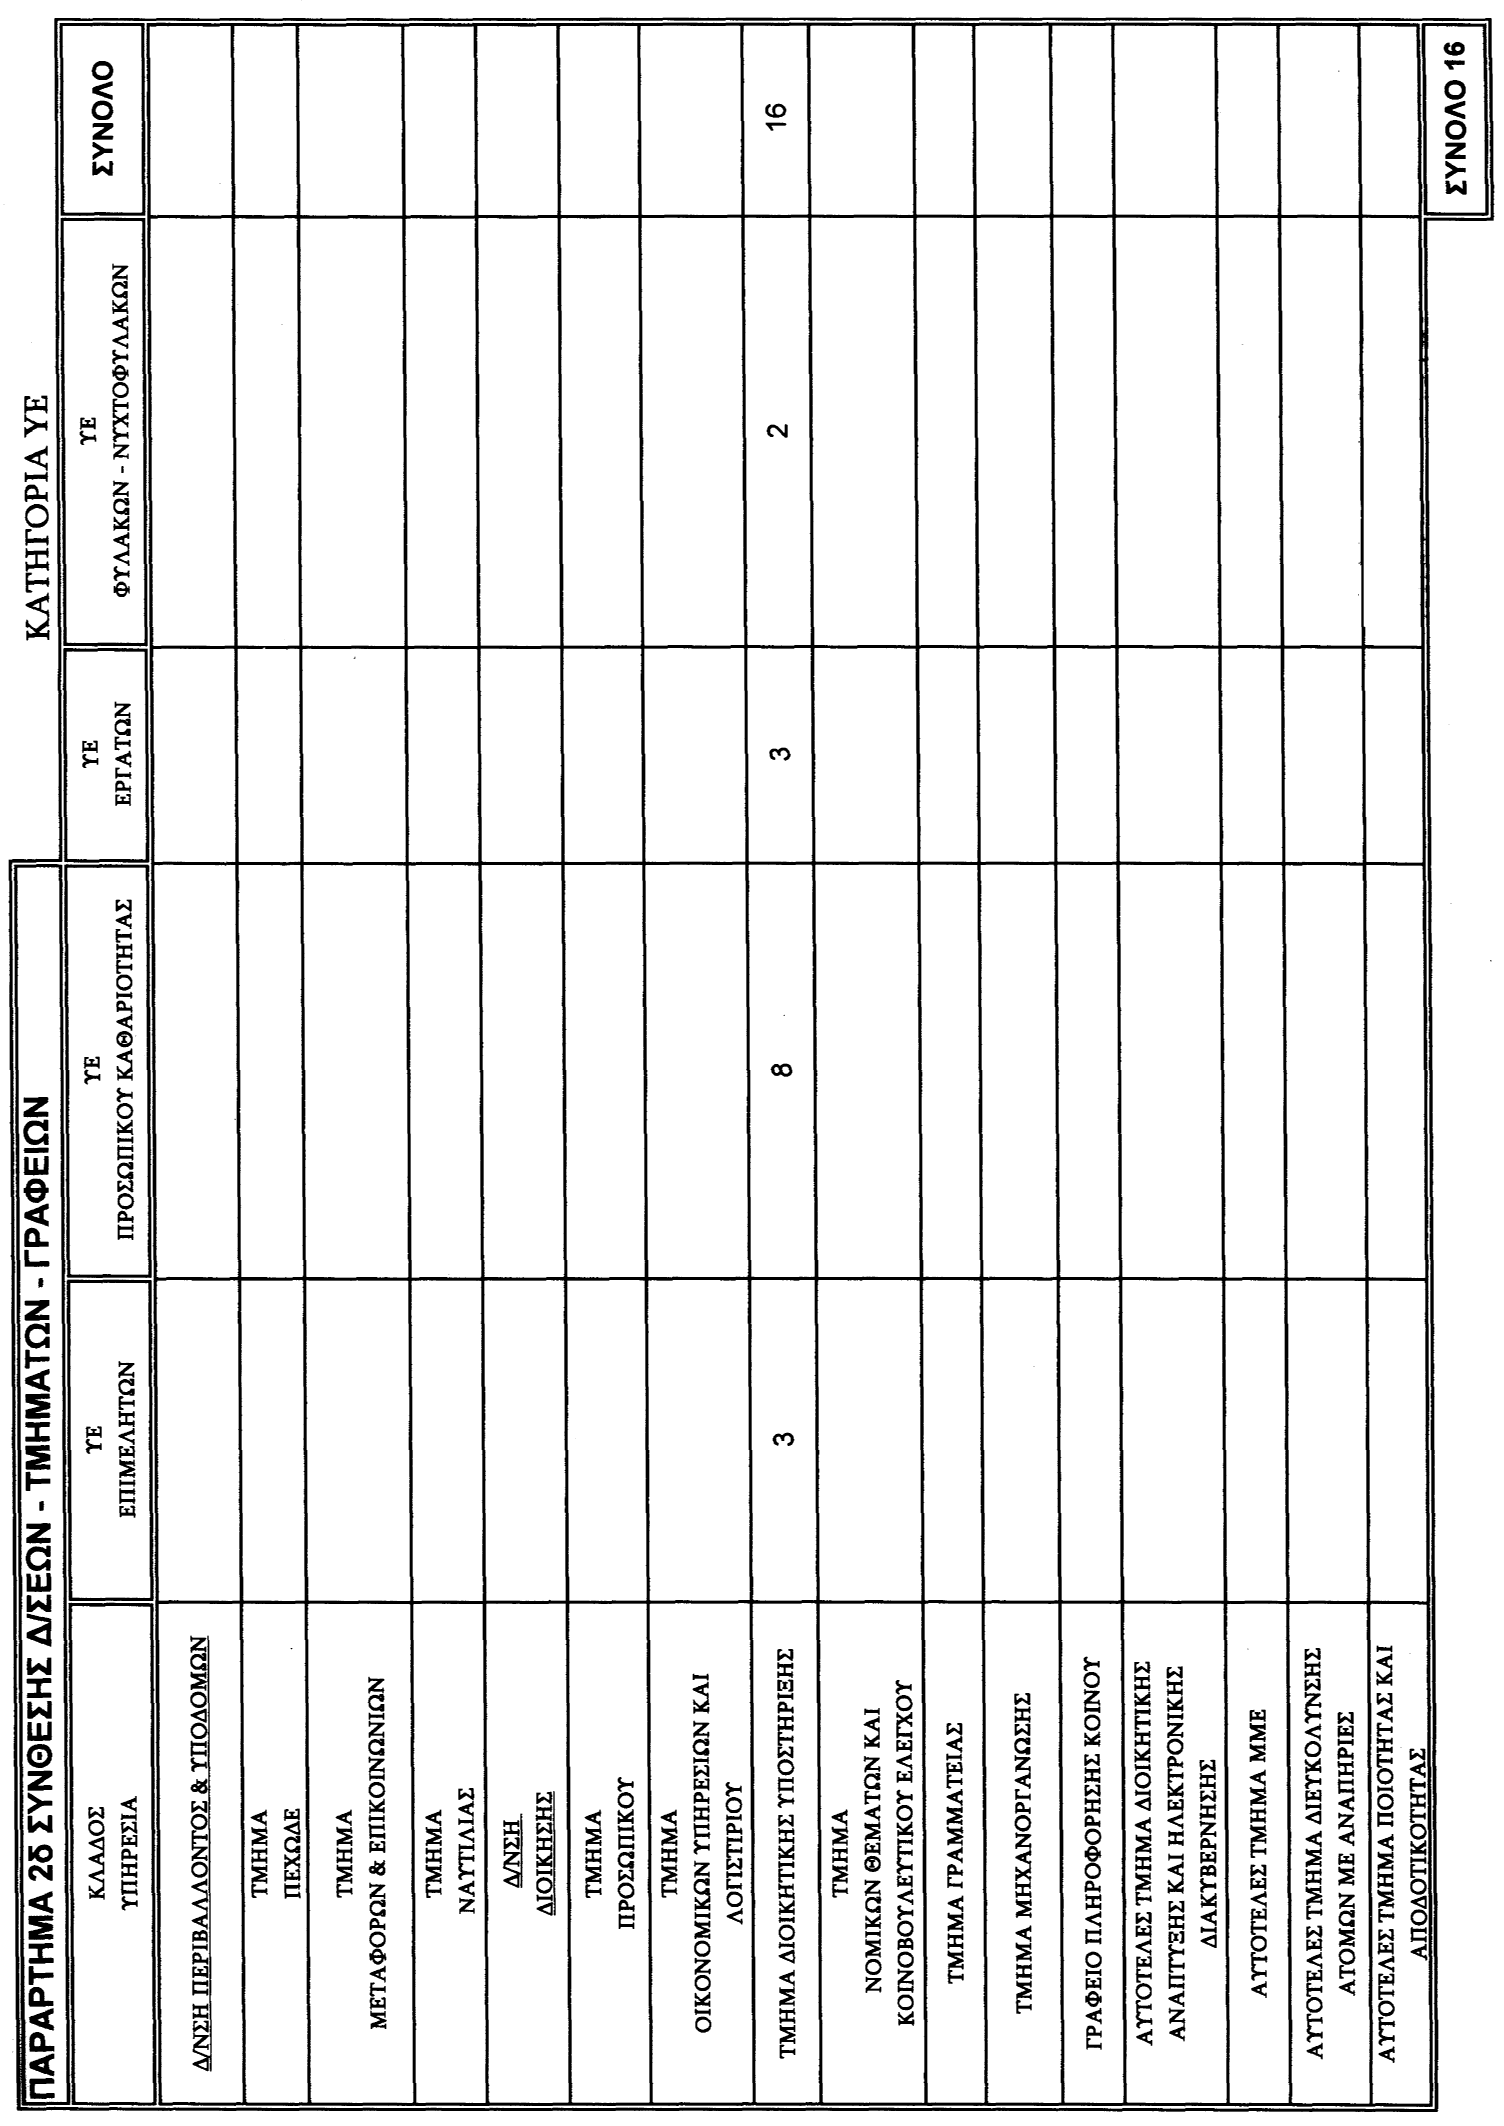 ΠΑΡΑΡΤΗΜΑ 2δ ΣΥΝΘΕΣΗΣ Δ/ΣΕΩΝ - ΤΜΗΜΑΤΩΝ - ΓΡΑΦΕΙΩΝ
ΚΑΤΗΓΟΡΙΑ ΥΕ
ΚΛΑΔΟΣ
ΥΠΗΡΕΣΙΑ
ΥΕ
ΕΠΙΜΕΛΗΤΩΝ
ΥΕ
ΠΡΟΣΩΠΙΚΟΥ ΚΑΘΑΡΙΟΤΗΤΑΣ
ΥΕ
ΕΡΓΑΤΩΝ
ΥΕ
ΦΥΛΑΚΩΝ - ΝΥΧΤΟΦΥΛΑΚΩΝ
ΣΥΝΟΛΟ
Δ/ΝΣΗ ΠΕΡΙΒΑΛΛΟΝΤΟΣ & ΥΠΟΔΟΜΩΝ
ΤΜΗΜΑ
ΠΕΧΩΔΕ
ΤΜΗΜΑ
ΜΕΤΑΦΟΡΩΝ & ΕΠΙΚΟΙΝΩΝΙΩΝ
ΤΜΗΜΑ
ΝΑΥΤΙΛΙΑΣ
Δ/ΝΣΗ
ΔΙΟΙΚΗΣΗΣ
ΤΜΗΜΑ
ΠΡΟΣΩΠΙΚΟΥ
ΤΜΗΜΑ
ΟΙΚΟΝΟΜΙΚΩΝ ΥΠΗΡΕΣΙΩΝ ΚΑΙ
ΛΟΓΙΣΤΙΡΙΟΥ
ΤΜΗΜΑ ΔΙΟΙΚΗΤΙΚΗΣ ΥΠΟΣΤΗΡΙΞΗΣ 3 8 3 2 16
ΤΜΗΜΑ
ΝΟΜΙΚΩΝ ΘΕΜΑΤΩΝ ΚΑΙ
ΚΟΙΝΟΒΟΥΛΕΥΤΙΚΟΥ ΕΛΕΓΧΟΥ
ΤΜΗΜΑ ΓΡΑΜΜΑΤΕΙΑΣ
ΤΜΗΜΑ ΜΗΧΑΝΟΡΓΑΝΩΣΗΣ
ΓΡΑΦΕΙΟ ΠΛΗΡΟΦΟΡΗΣΗΣ ΚΟΙΝΟΥ
ΑΥΤΟΤΕΛΕΣ ΤΜΗΜΑ ΔΙΟΙΚΗΤΙΚΗΣ
ΑΝΑΠΤΥΞΗΣ ΚΑΙ ΗΛΕΚΤΡΟΝΙΚΗΣ
ΔΙΑΚΥΒΕΡΝΗΣΗΣ
ΑΥΤΟΤΕΛΕΣ ΤΜΗΜΑ ΜΜΕ
ΑΥΤΟΤΕΛΕΣ ΤΜΗΜΑ ΔΙΕΥΚΟΛΥΝΣΗΣ
ΑΤΟΜΩΝ ΜΕ ΑΝΑΠΗΡΙΕΣ
ΑΥΤΟΤΕΛΕΣ ΤΜΗΜΑ ΠΟΙΟΤΗΤΑΣ ΚΑΙ
ΑΠΟΔΟΤΙΚΟΤΗΤΑΣ
ΣΥΝΟΛΟ 16